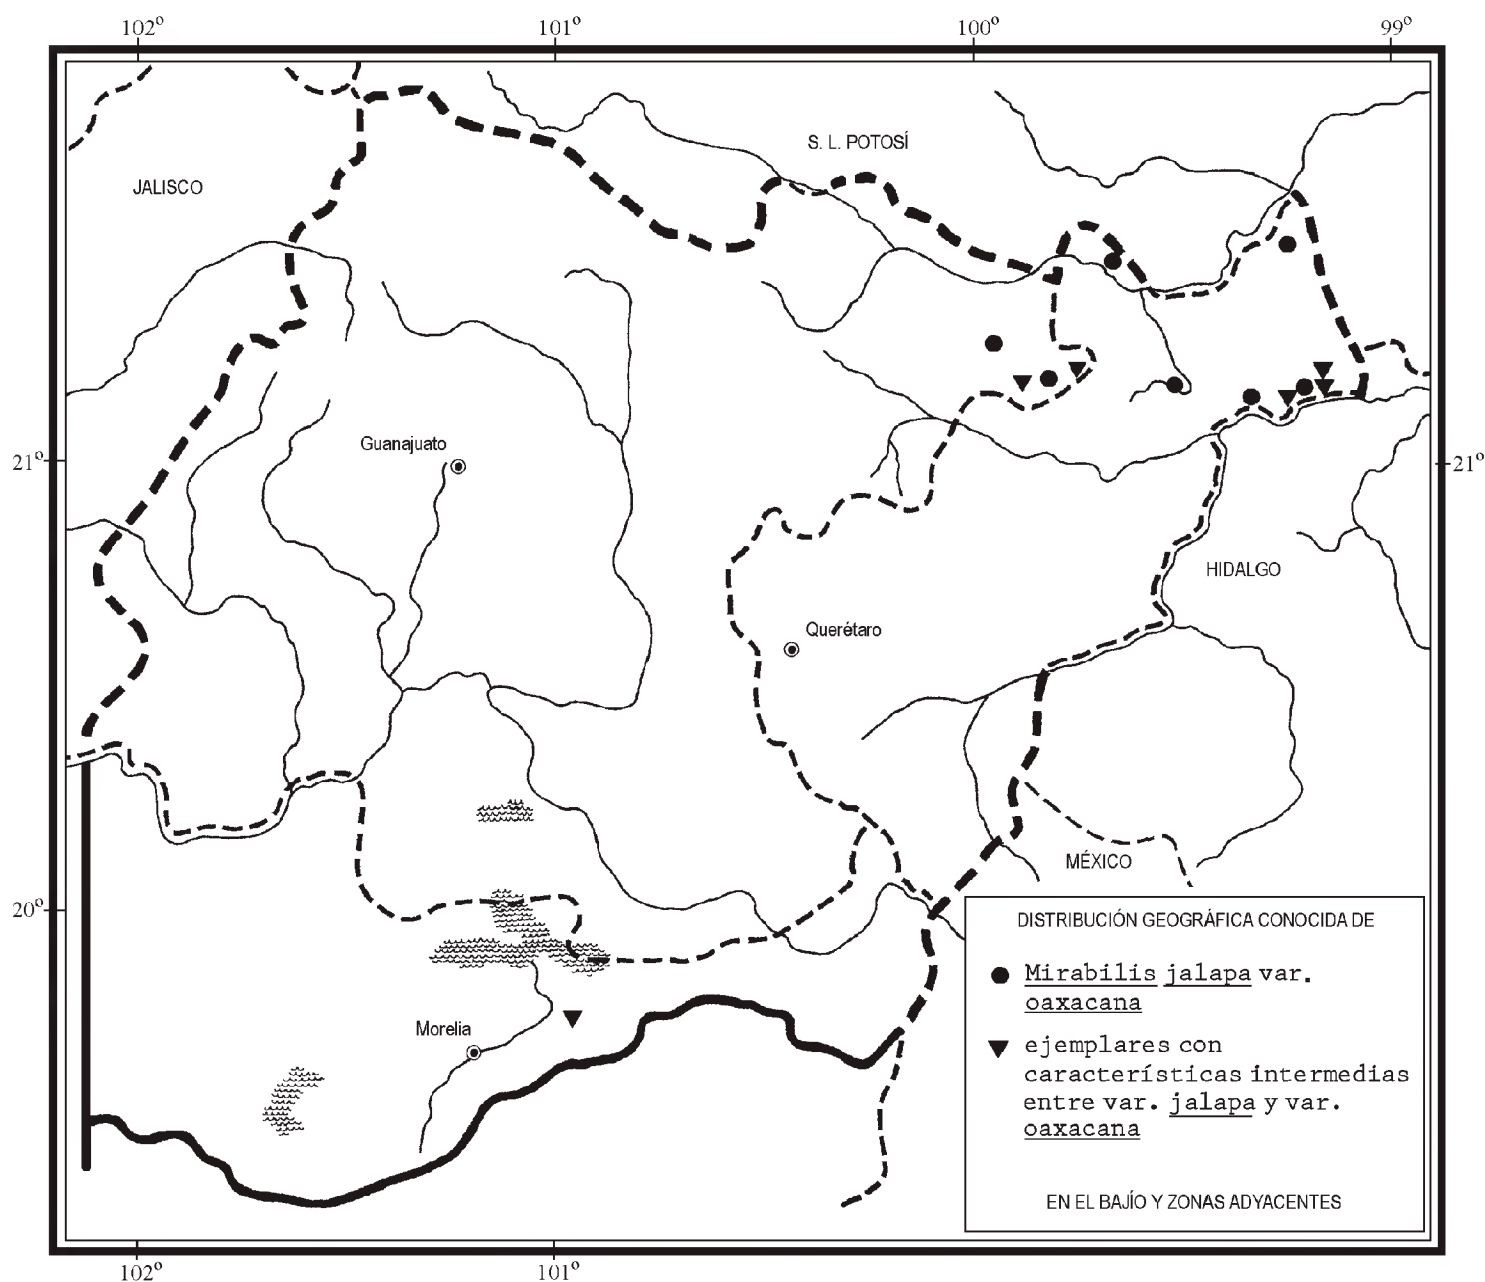 102º 101º 100º 99º
S. L. POTOSÍ
JALISCO
Guanajuato
21º 21º
HIDALGO
Querétaro
MÉXICO
20º
DISTRIBUCIÓN GEOGRÁFICA CONOCIDA DE
Mirabilis jalapa var.
oaxacana
Morelia
ejemplares con
características intermedias
entre var. jalapa y var.
oaxacana
EN EL BAJÍO Y ZONAS ADYACENTES
102º 101º